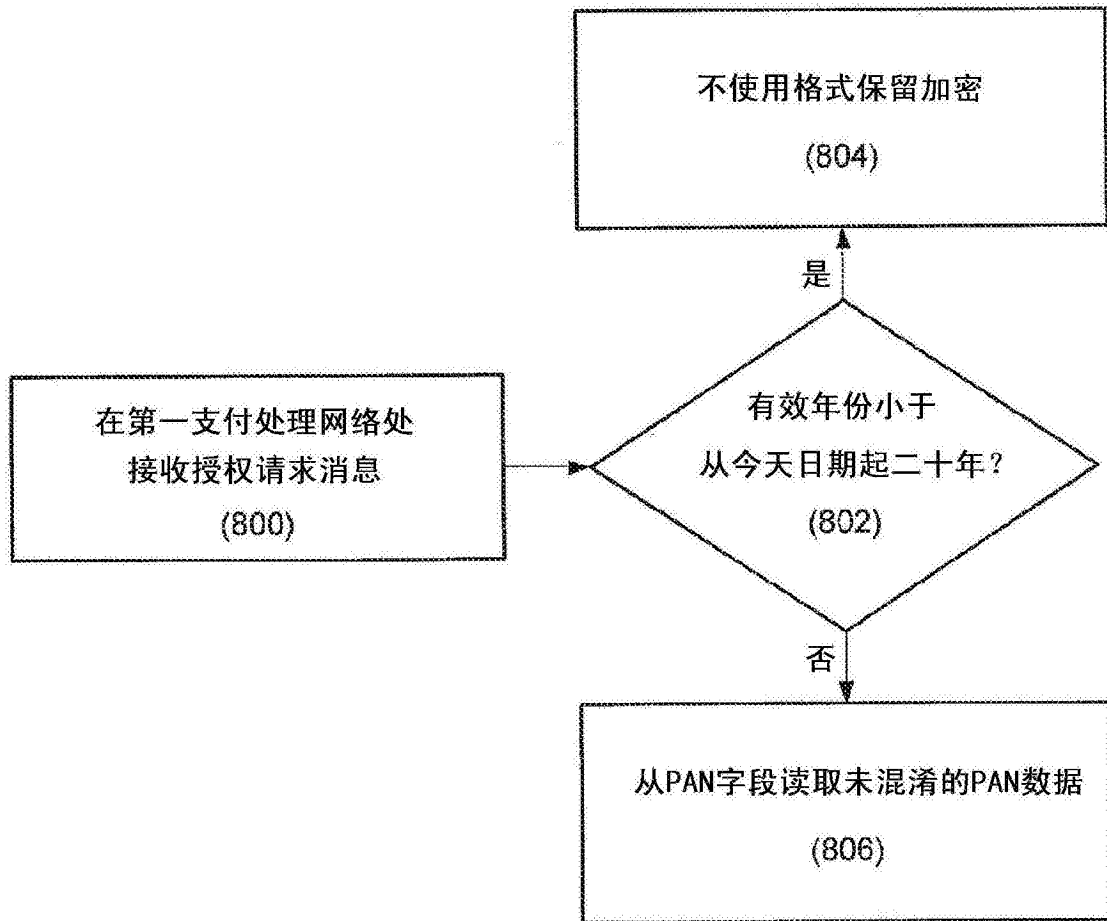 不使用格式保留加密
(804)
是
在第一支付处理网络处
接收授权请求消息
(800)
有效年份小于
从今天日期起二十年？
(802)
否
从PAN字段读取未混淆的PAN数据
(806)